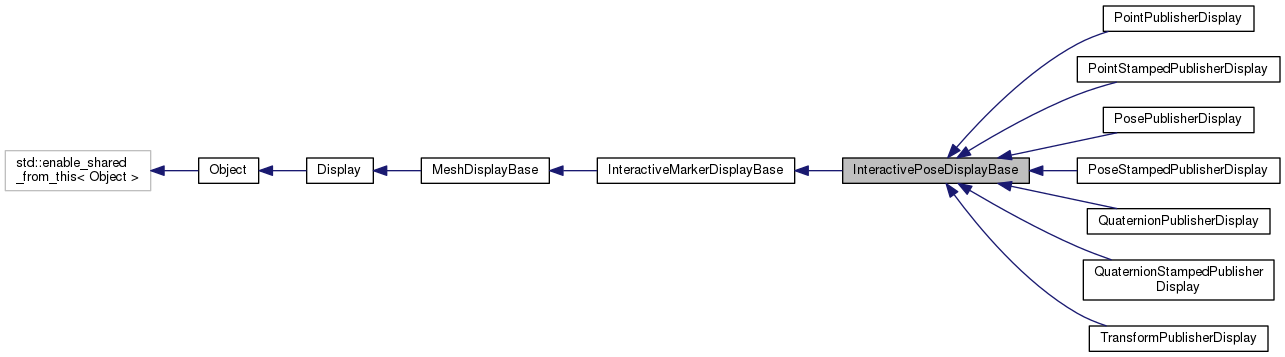 PointPublisherDisplay
PointStampedPublisherDisplay
PosePublisherDisplay
std::enable_shared
_from_this< Object >
Object
Display
MeshDisplayBase
InteractiveMarkerDisplayBase
InteractivePoseDisplayBase
PoseStampedPublisherDisplay
QuaternionPublisherDisplay
QuaternionStampedPublisher
Display
TransformPublisherDisplay